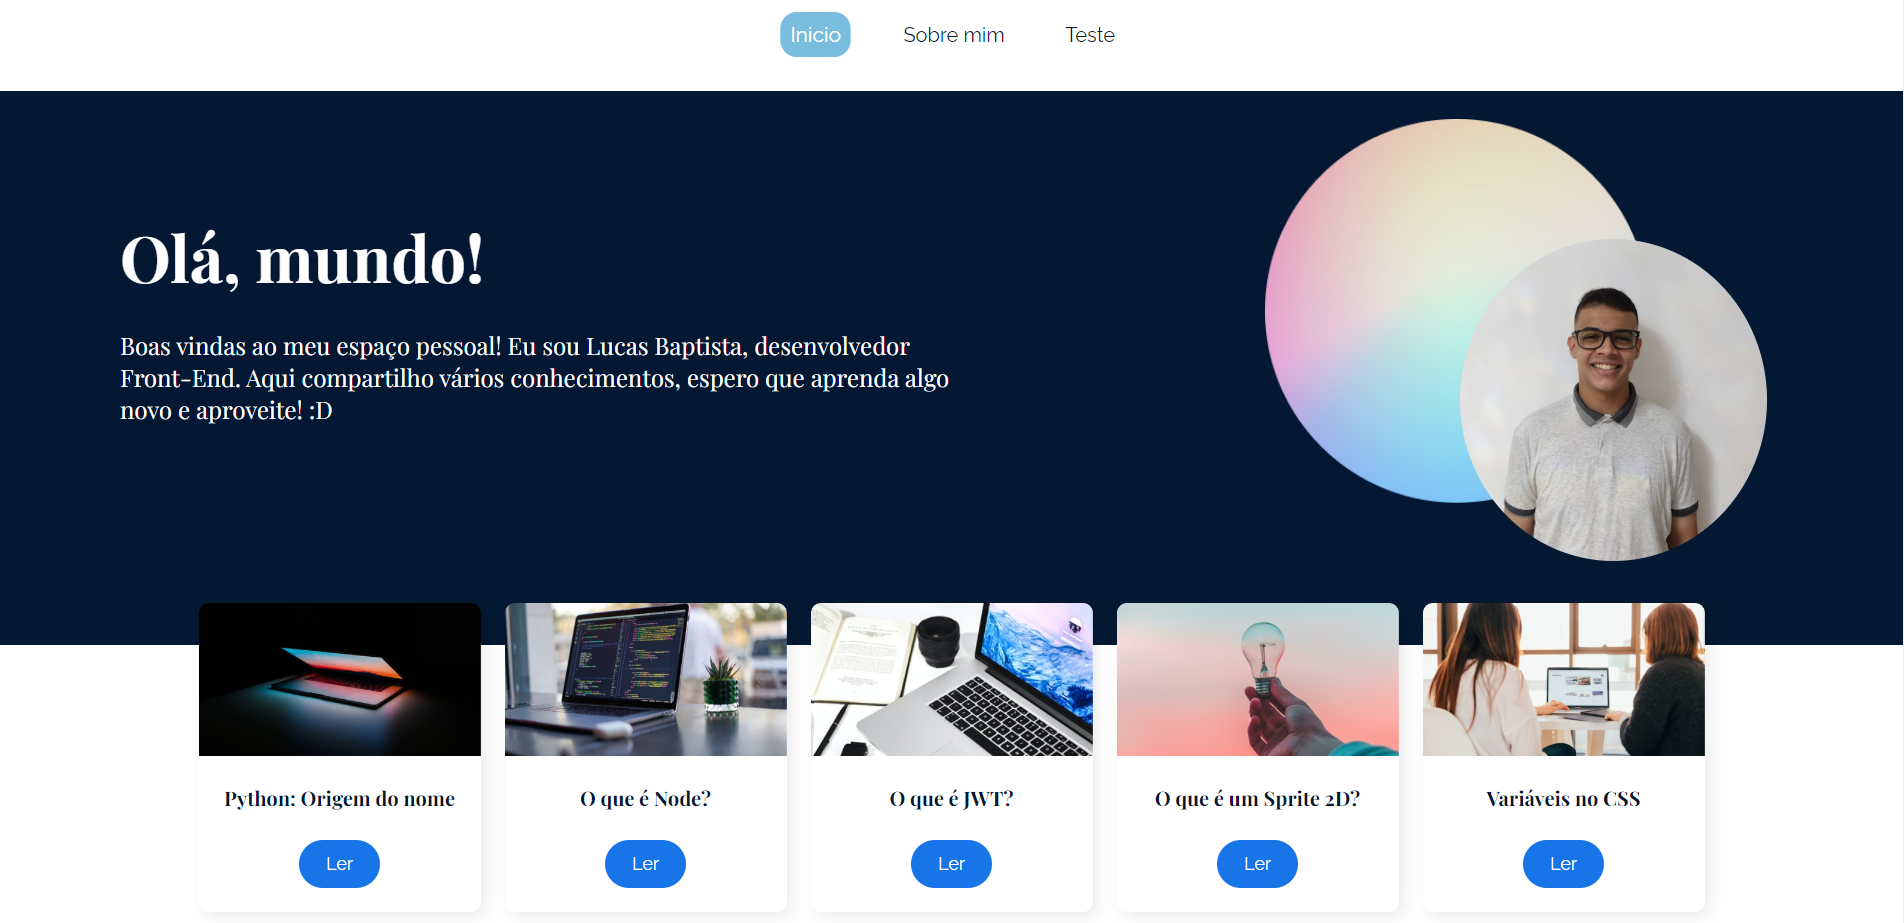 Inicio
Sobre mim
Teste
Olá, mundo!
Boas vindas ao meu espaço pessoal! Eu sou Lucas Baptista, desenvolvedor
Front-End. Aqui compartilho vários conhecimentos, espero que aprenda algo
novo e aproveite! :D
Python: Origem do nome
Ler
O que é Node?
Ler
O que é JWT?
Ler
O que é um Sprite 2D?
Ler
Variáveis no CSS
Ler